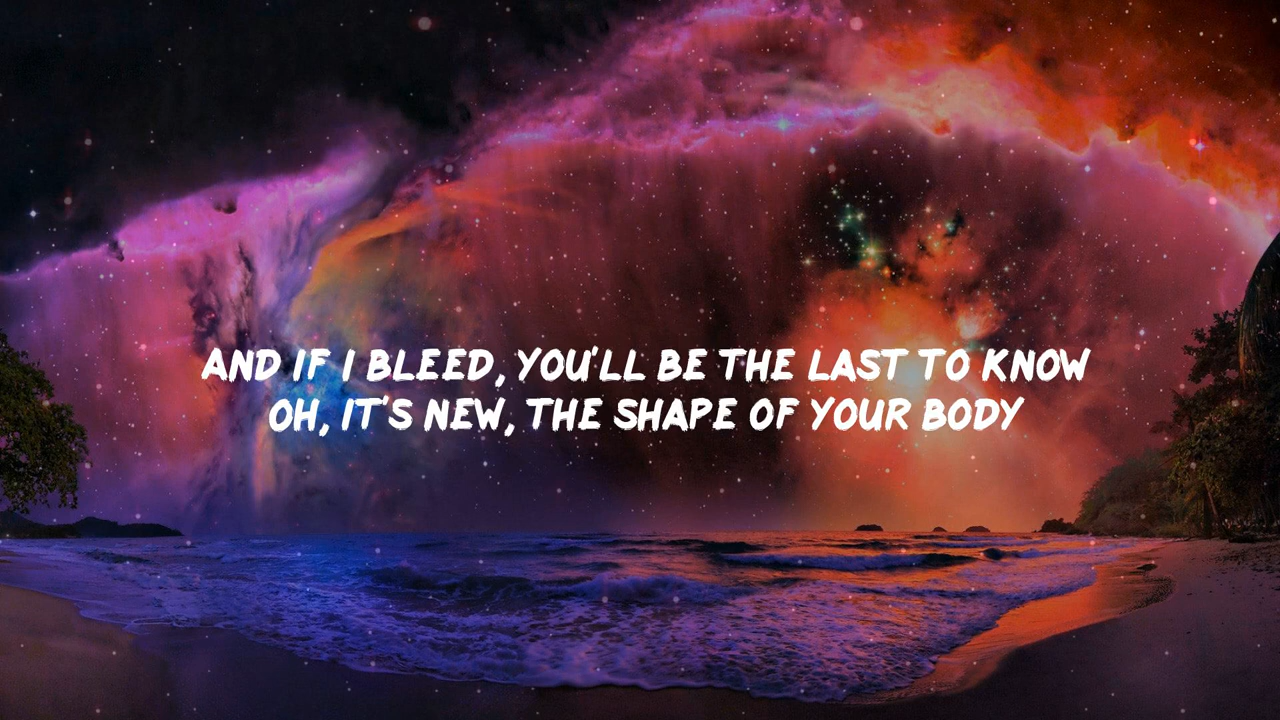 AND IF I BLEED, YOU'LL BE THE LAST TO KNOW
OH, IT'S NEW, THE SHAPE OF YOUR BODY